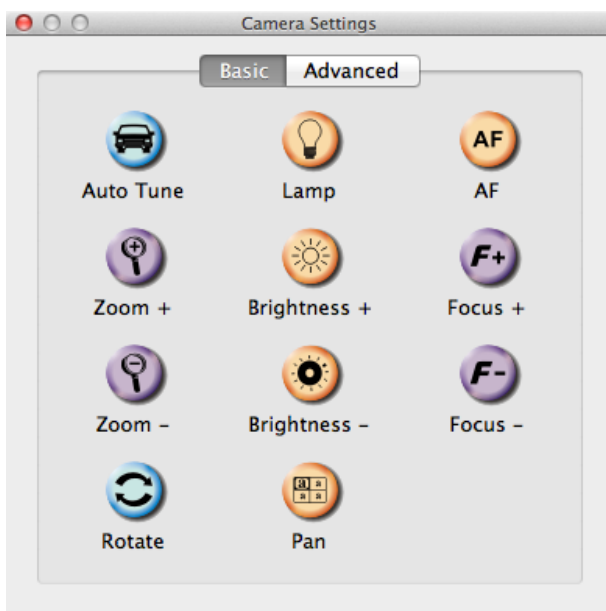 Camera Settings
Basic Advanced
AF
Auto Tune Lamp AF
F+
Zoom + Brightness + Focus +
F-
Zoom - Brightness - Focus -
a a
a a
Rotate Pan